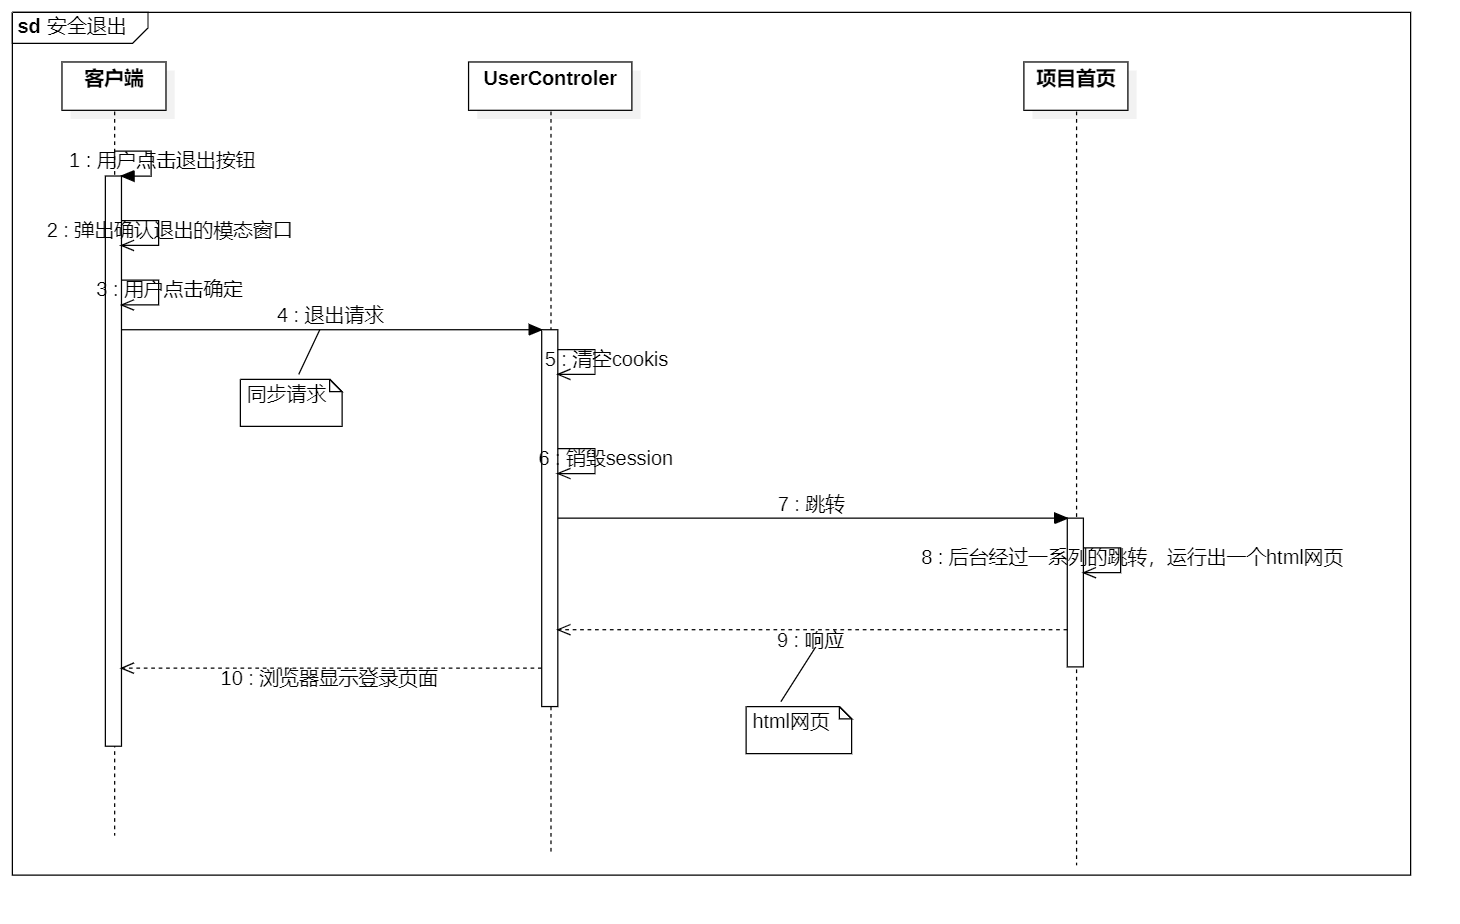 sd 安全退出
客户端
UserControler
项目首页
1 : 用户点击退出按钮
2 : 弹出确认退出的模态窗口
3 : 用户点击确定
4 : 退出请求
同步请求
5 : 清空cookis
6 : 销毁session
7 : 跳转
8 : 后台经过一系列的跳转，运行出一个html网页
9 : 响应
10 : 浏览器显示登录页面
html网页